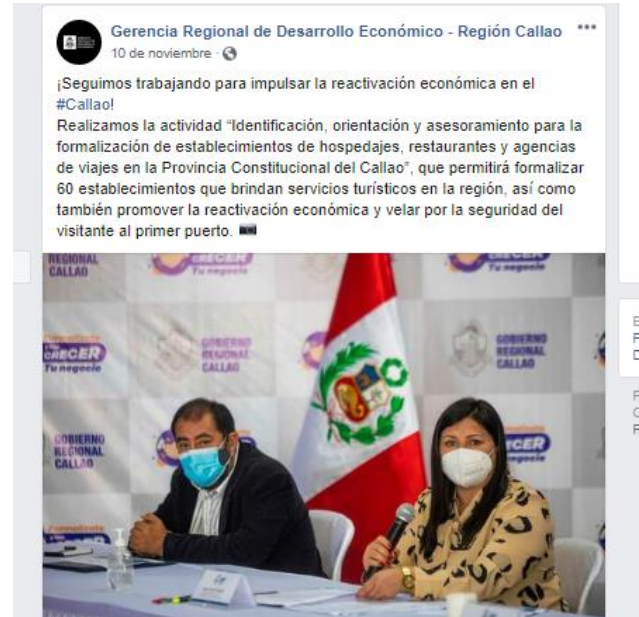 Gerencia Regional de Desarrollo Económico - Región Callao
10 de noviembre
¡Seguimos trabajando para impulsar la reactivación económica en el
#Callao!
Realizamos la actividad “Identificación, orientación y asesoramiento para la
formalización de establecimientos de hospedajes, restaurantes y agencias
de viajes en la Provincia Constitucional del Callao”, que permitirá formalizar
60 establecimientos que brindan servicios turísticos en la región, así como
también promover la reactivación económica y velar por la seguridad del
visitante al primer puerto.
REGIONAL
CALLAO
CRECER
Tu negocio
Tu negocio
CRECER
Tu negocio
GOBIERNO
REGIONAL
CALLAO
GOBIERNO
REGIONAL
CALLAO
GOBIERNO
REGIONAL
CALLAO
CER
negocio
Formalízate